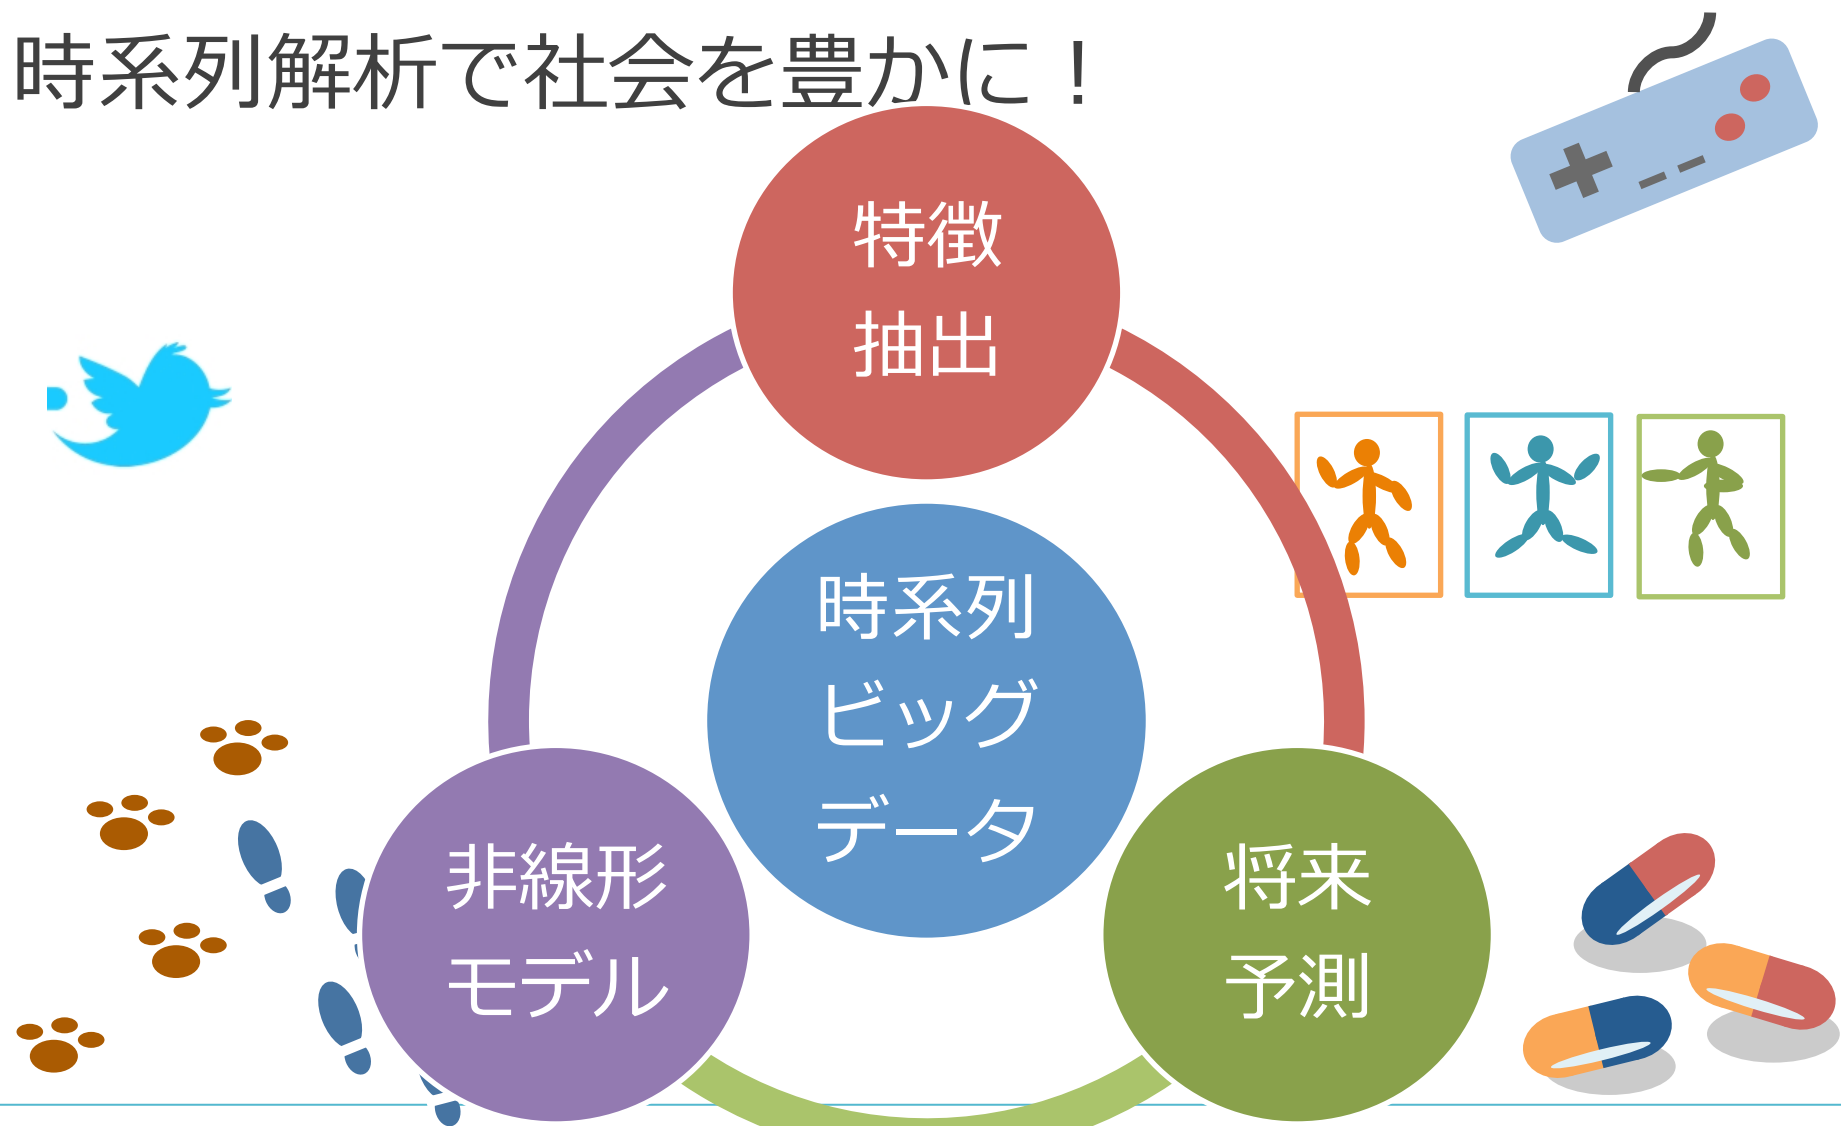 時系列解析で社会を豊かに！
特徴
抽出
時系列
ビッグ
データ
非線形
モデル
将来
予測